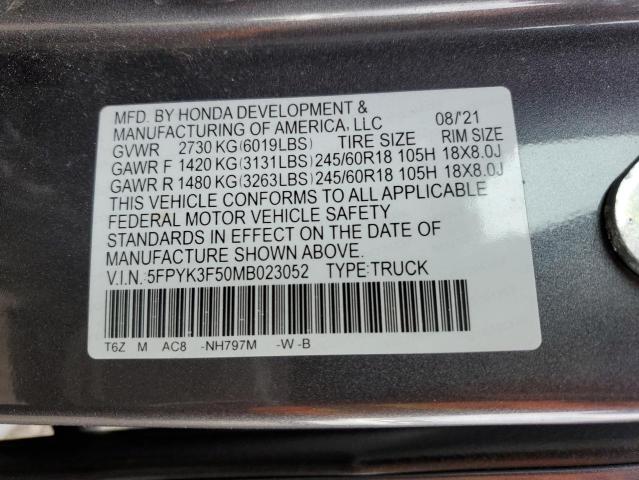 MFD. BY HONDA DEVELOPMENT & 08/'21
MANUFACTURING OF AMERICA, LLC
GVWR 2730 KG(6019LBS) TIRE SIZE RIM SIZE
GAWR F 1420 KG(3131LBS) 245/60R18 105H 18X8.0J
GAWR R 1480 KG(3263LBS) 245/60R18 105H 18X8.0J
THIS VEHICLE CONFORMS TO ALL APPLICABLE
FEDERAL MOTOR VEHICLE SAFETY
STANDARDS IN EFFECT ON THE DATE OF
MANUFACTURE SHOWN ABOVE.
V.I.N.: 5FPYK3F50MB023052 TYPE:TRUCK
T6Z M AC8 -NH797M -W -B